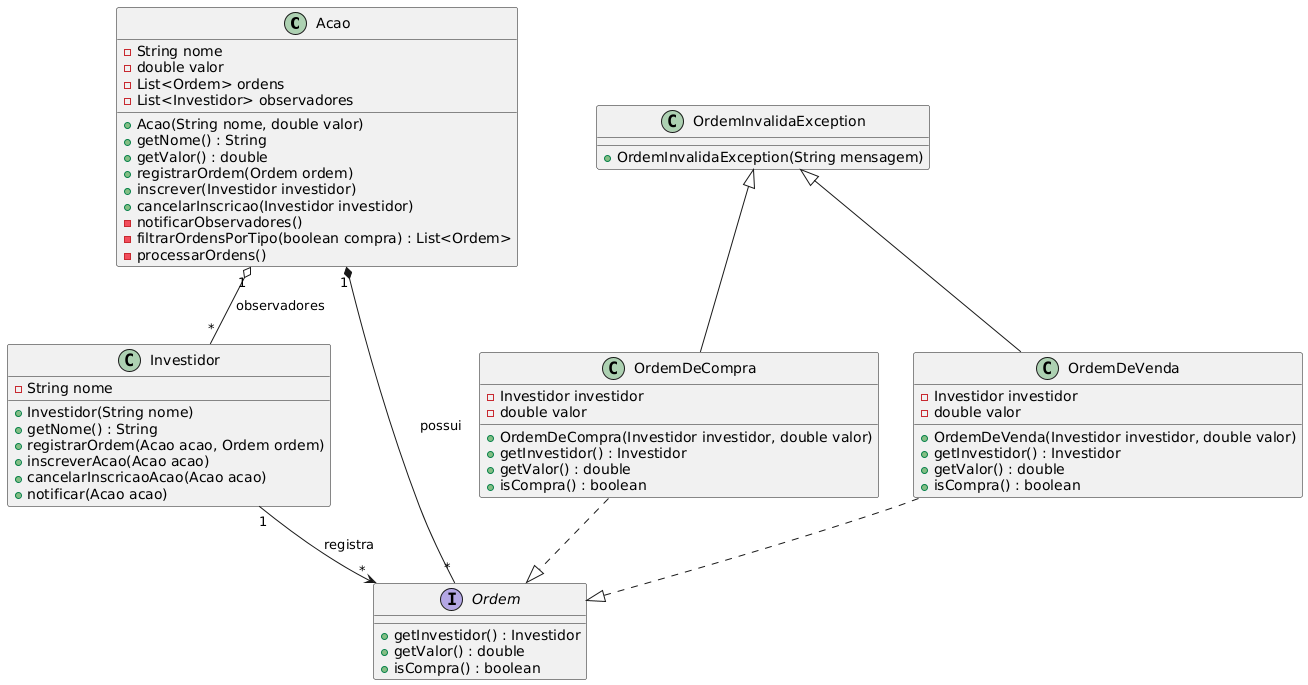 C Acao
String nome
double valor
List<Ordem> ordens
List<Investidor> observadores
Acao(String nome, double valor)
getNome() : String
getValor() : double
registrarOrdem(Ordem ordem)
inscrever(Investidor investidor)
cancelarInscricao(Investidor investidor)
notificarObservadores()
filtrarOrdensPorTipo(boolean compra) : List<Ordem>
processarOrdens()
C OrdemInvalidaException
OrdemInvalidaException(String mensagem)
1
observadores
*
1
possui
*
C Investidor
String nome
Investidor(String nome)
getNome() : String
registrarOrdem(Acao acao, Ordem ordem)
inscreverAcao(Acao acao)
cancelarInscricaoAcao(Acao acao)
notificar(Acao acao)
C OrdemDeCompra
Investidor investidor
double valor
OrdemDeCompra(Investidor investidor, double valor)
getInvestidor() : Investidor
getValor() : double
isCompra() : boolean
C OrdemDeVenda
Investidor investidor
double valor
OrdemDeVenda(Investidor investidor, double valor)
getInvestidor() : Investidor
getValor() : double
isCompra() : boolean
1
registra
*
I Ordem
getInvestidor() : Investidor
getValor() : double
isCompra() : boolean